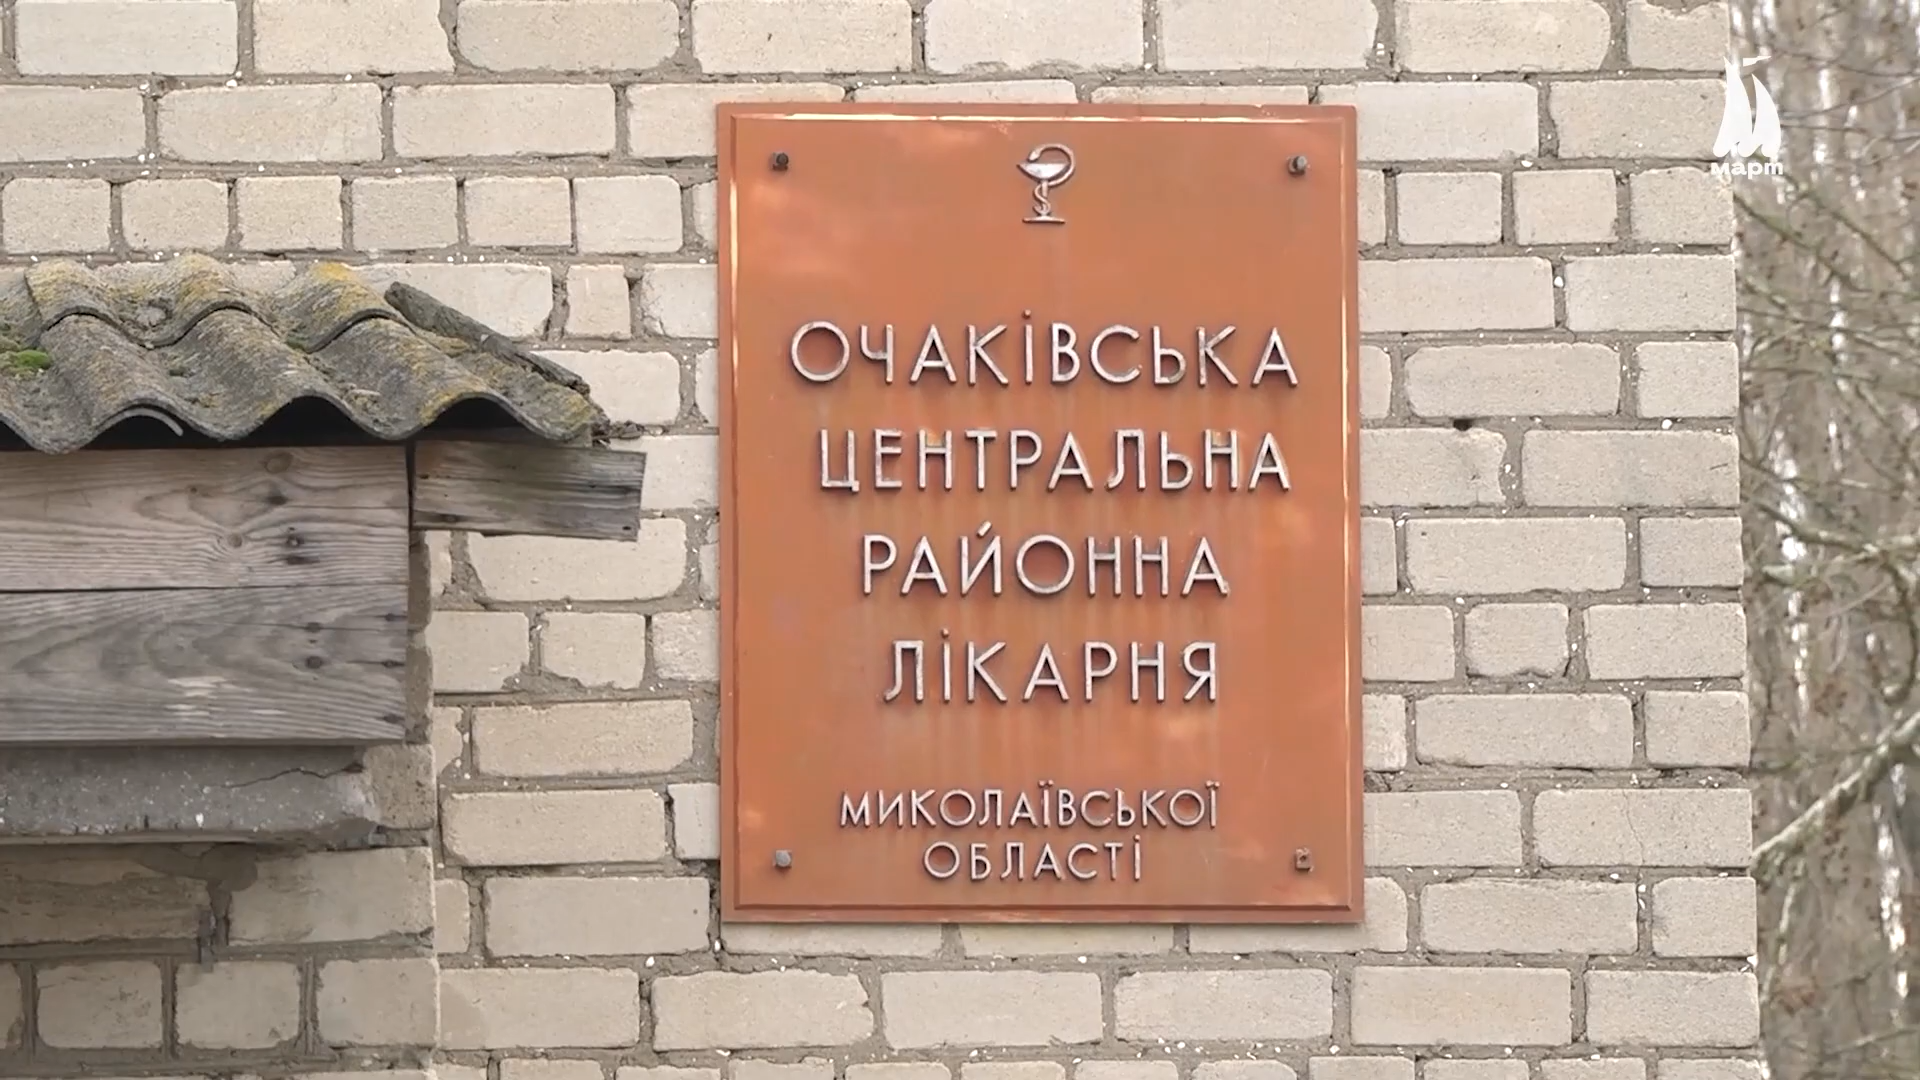 март
ОЧАКІВСЬКА
ЦЕНТРАЛЬНА
РАЙОННА
ЛІКАРНЯ
МИКОЛАЇВСЬКОЇ
ОБЛАСТІ